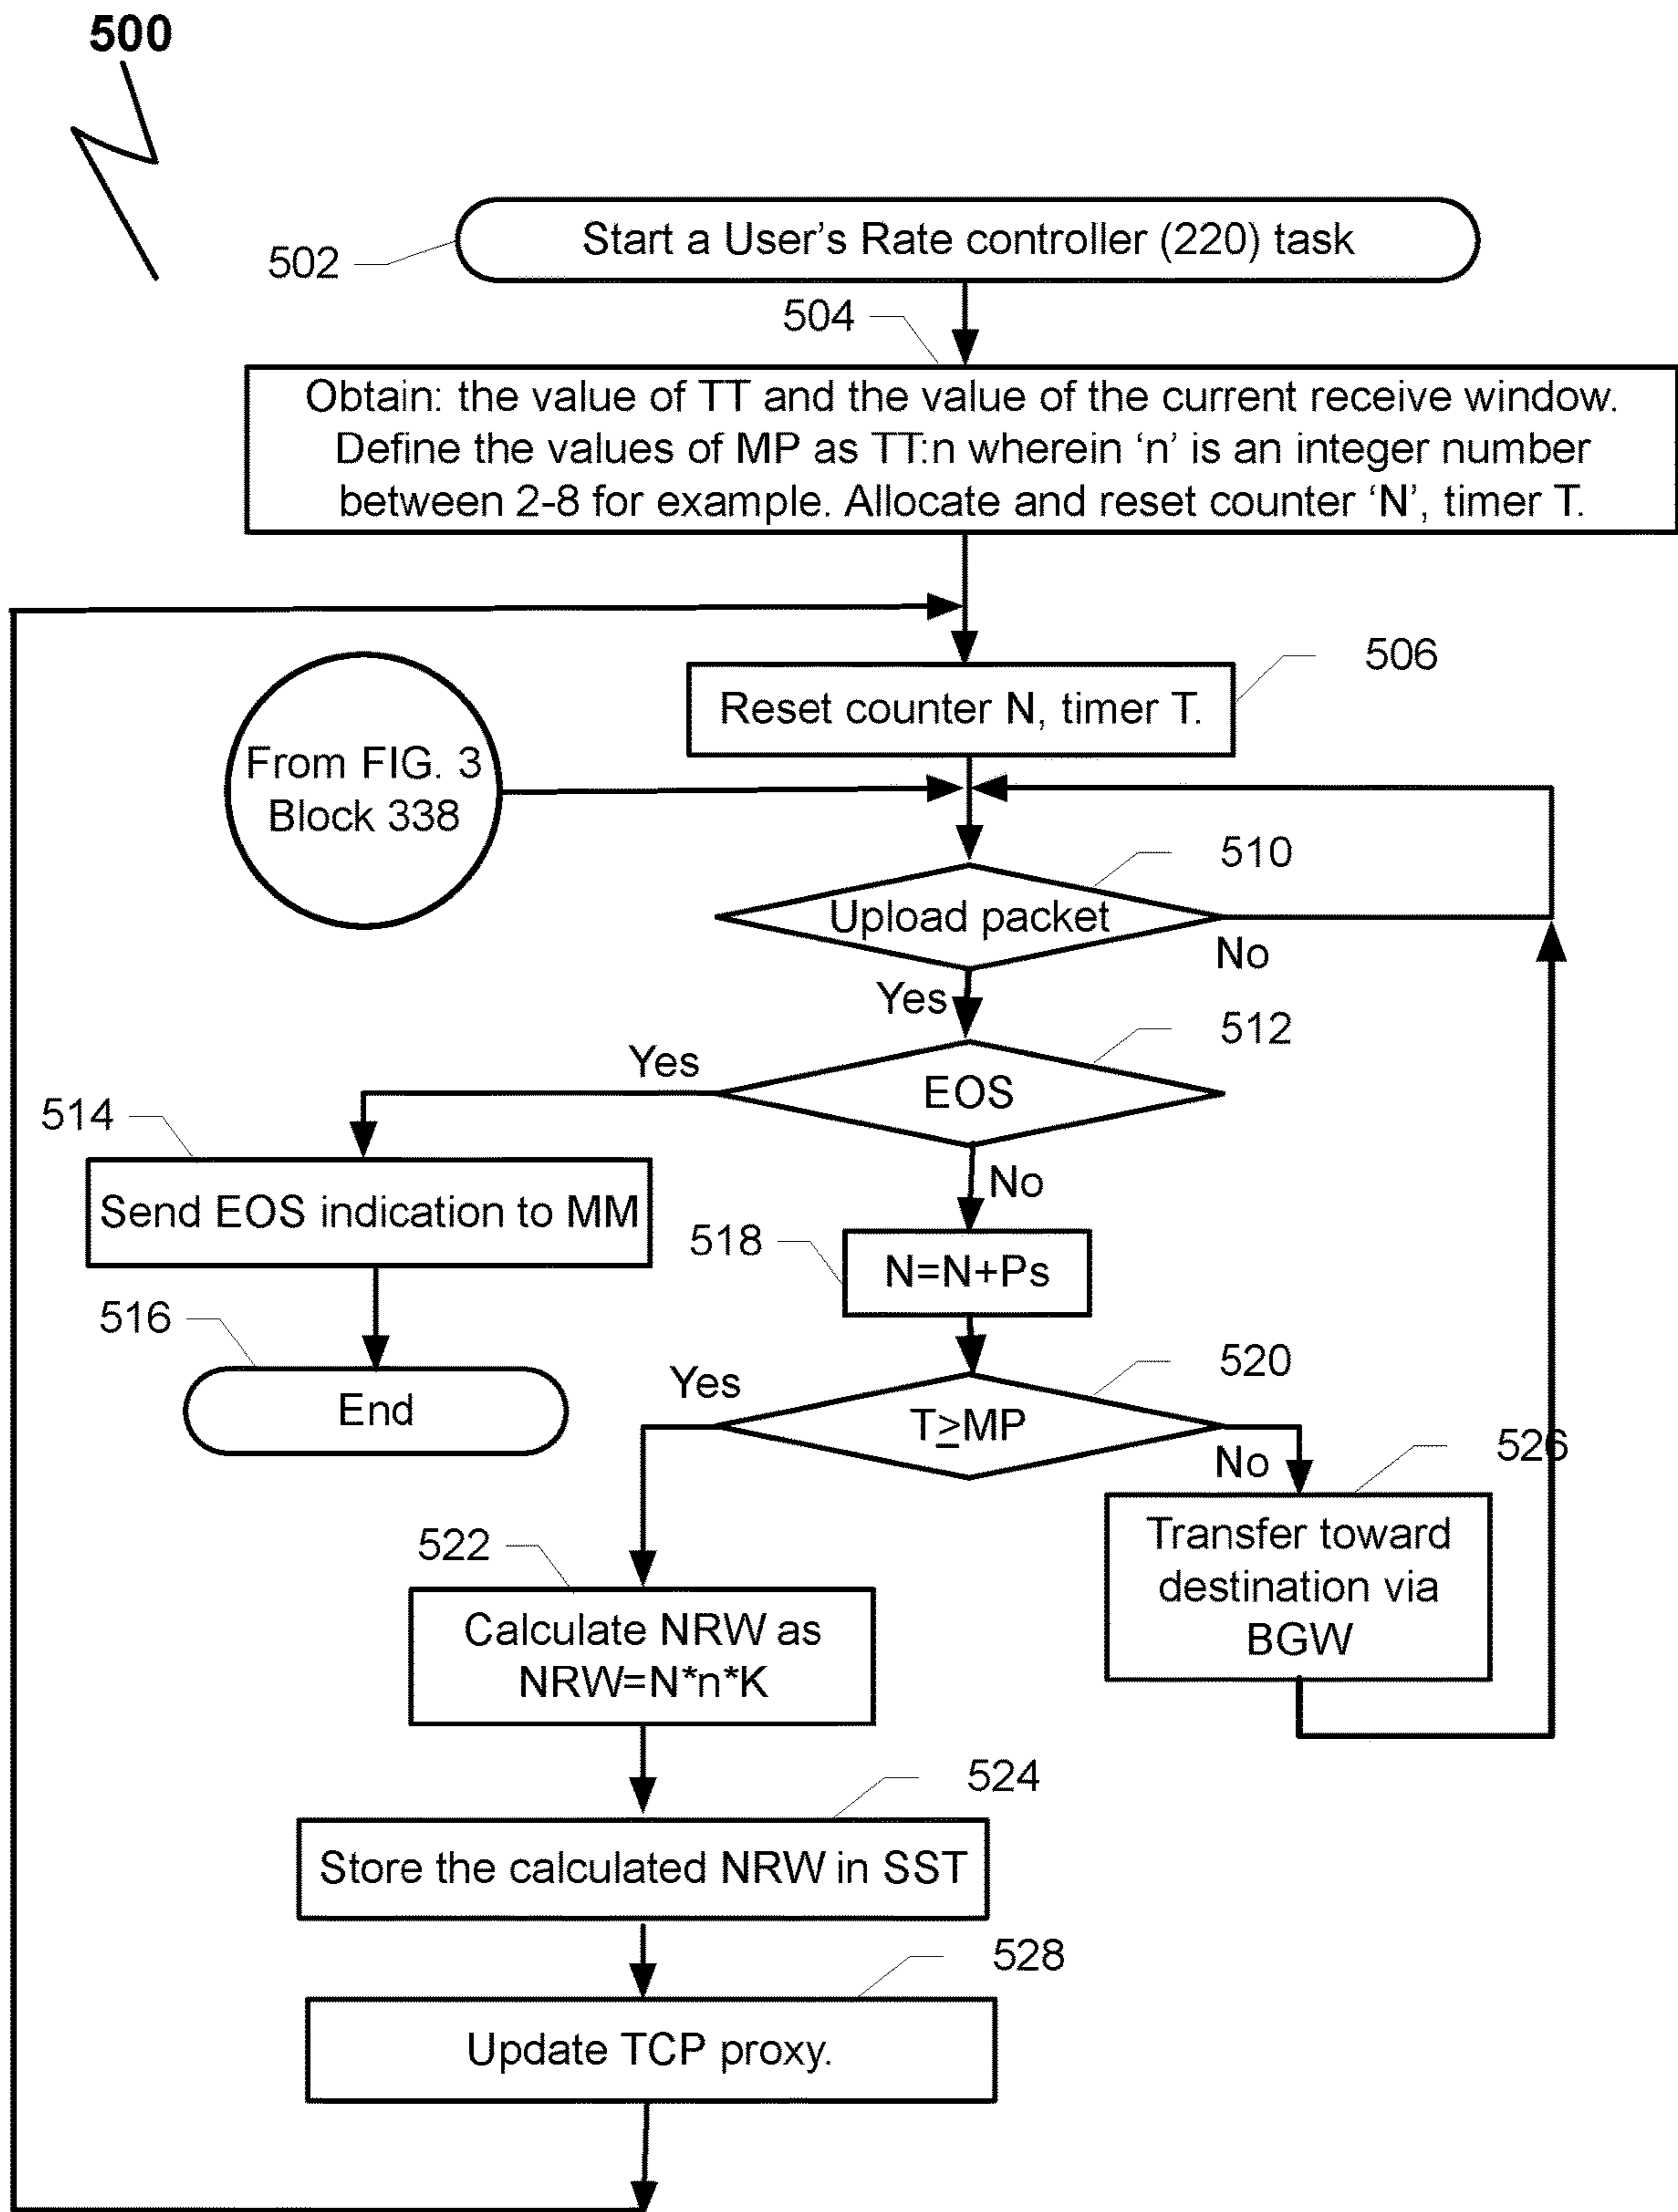 500
Start a User's Rate controller (220) task
502
504
Obtain: the value of TT and the value of the current receive window.
Define the values of MP as TT:n wherein 'n' is an integer number
between 2-8 for example. Allocate and reset counter 'N', timer T.
506
Reset counter N, timer T.
From FIG. 3
Block 338
510
Upload packet
No
Yes
512
Yes
EOS
514
No
Send EOS indication to MM
518
N=N+Ps
516
End
520
Yes
T≥MP
No
526
Transfer toward
destination via
BGW
522
Calculate NRW as
NRW=N*n*K
524
Store the calculated NRW in SST
528
Update TCP proxy.